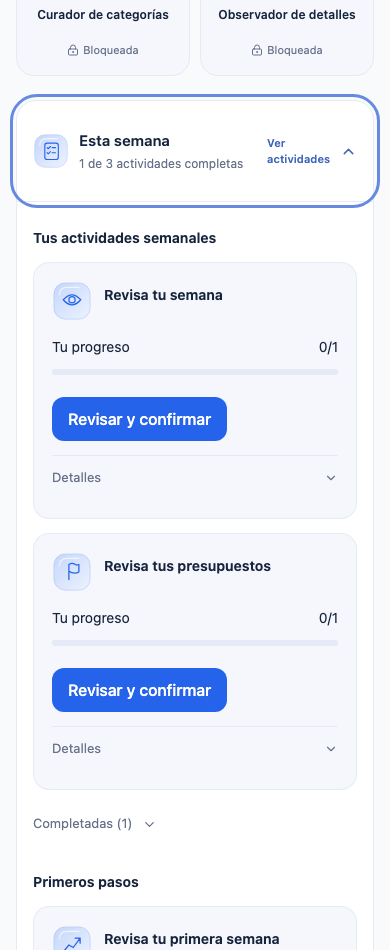 Curador de categorías
Observador de detalles
Bloqueada
Bloqueada
Esta semana
1 de 3 actividades completas
Ver
actividades
Tus actividades semanales
Revisa tu semana
Tu progreso
0/1
Revisar y confirmar
Detalles
Revisa tus presupuestos
Tu progreso
0/1
Revisar y confirmar
Detalles
Completadas (1)
Primeros pasos
Revisa tu primera semana